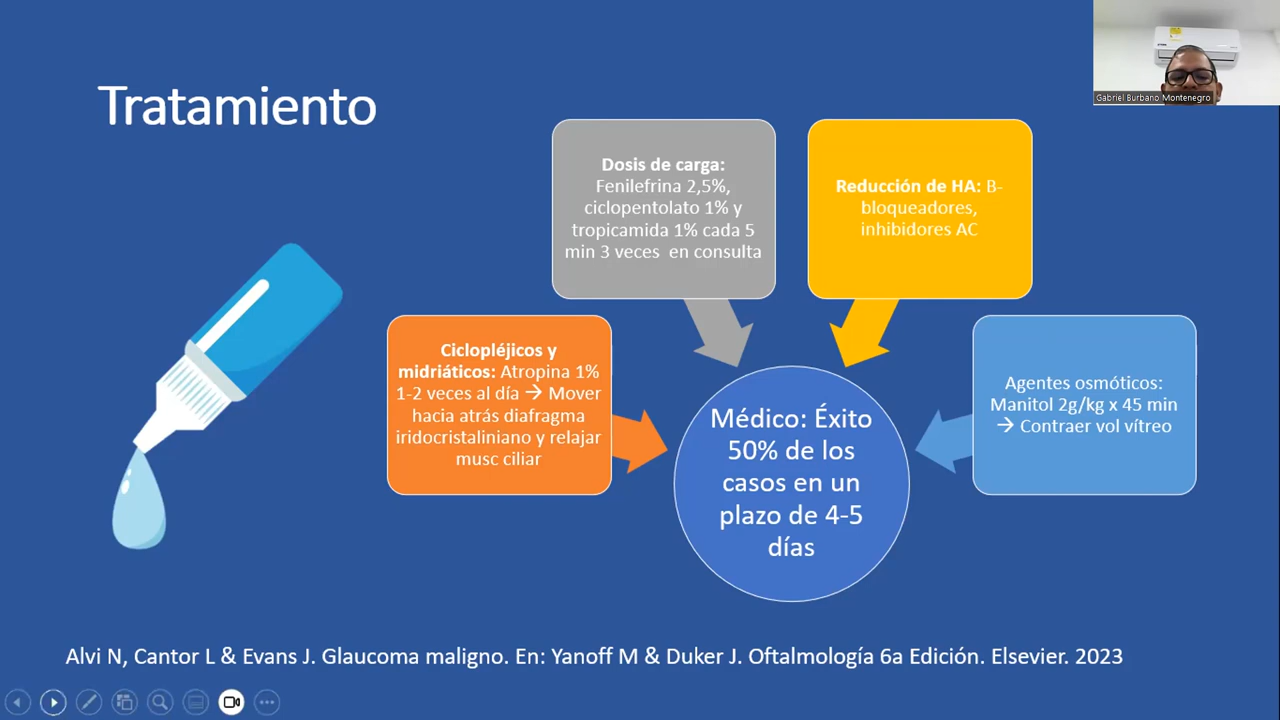 Tratamiento
Gabriel Burbano Montenegro
Dosis de carga:
Fenilefrina 2,5%,
ciclopentolato 1% y
tropicamida 1% cada 5
min 3 veces  en consulta
Reducción de HA: B-
bloqueadores,
inhibidores AC
Ciclopléjicos y
midriáticos: Atropina 1%
1-2 veces al día → Mover
hacia atrás diafragma
iridocristaliniano y relajar
musc ciliar
Médico: Éxito
50% de los
casos en un
plazo de 4-5
días
Agentes osmóticos:
Manitol 2g/kg x 45 min
→ Contraer vol vítreo
Alvi N, Cantor L & Evans J. Glaucoma maligno. En: Yanoff M & Duker J. Oftalmología 6a Edición. Elsevier. 2023